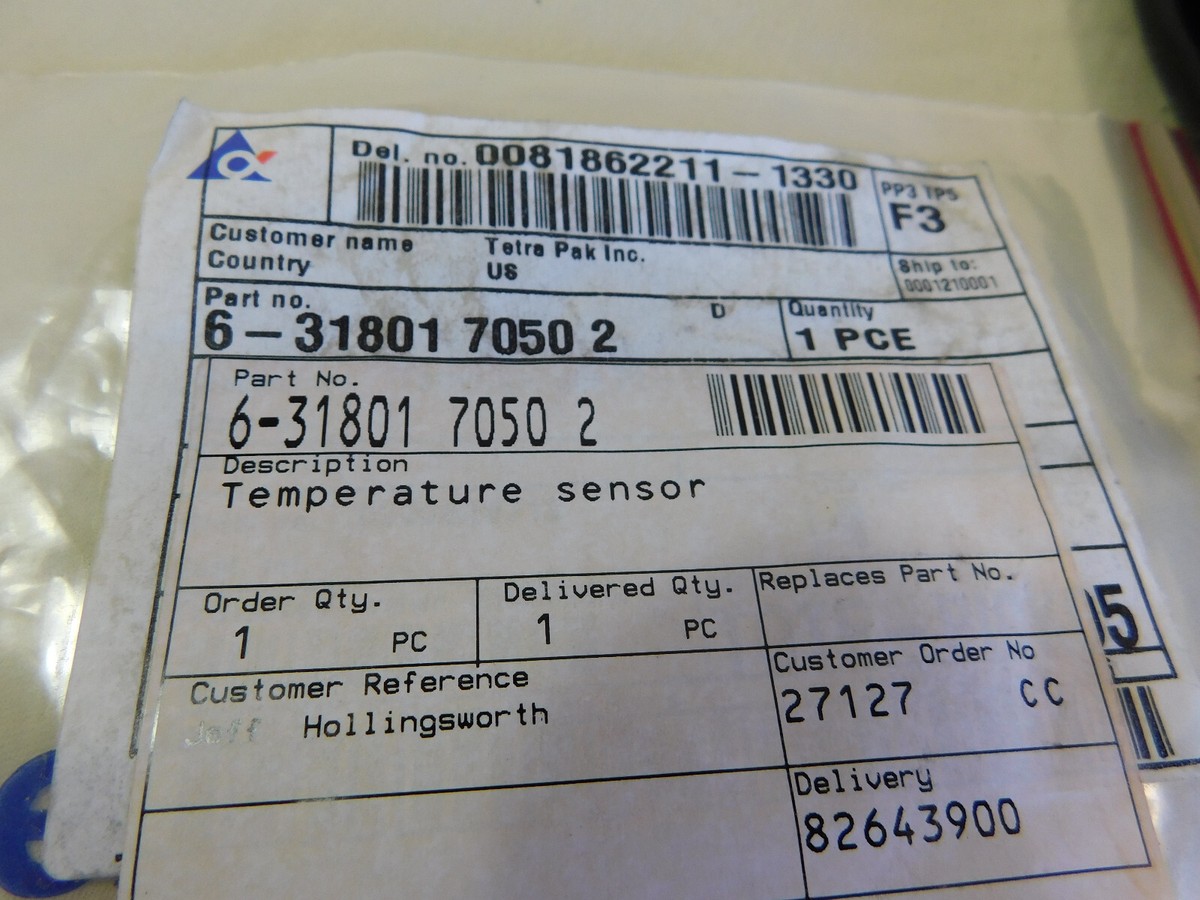 Del. no. 0081862211-1330
PP3 TP5
F3
Customer name Tetra Pak Inc.
Country US
Ship to:
0001210001
Part no. D Quantity
6-31801 7050 2 1 PCE
Part No.
6-31801 7050 2
Description
Temperature sensor
Order Qty. Delivered Qty. Replaces Part No.
1 PC 1 PC
Customer Reference Customer Order No
Jeff Hollingsworth 27127 CC
Delivery
82643900
5